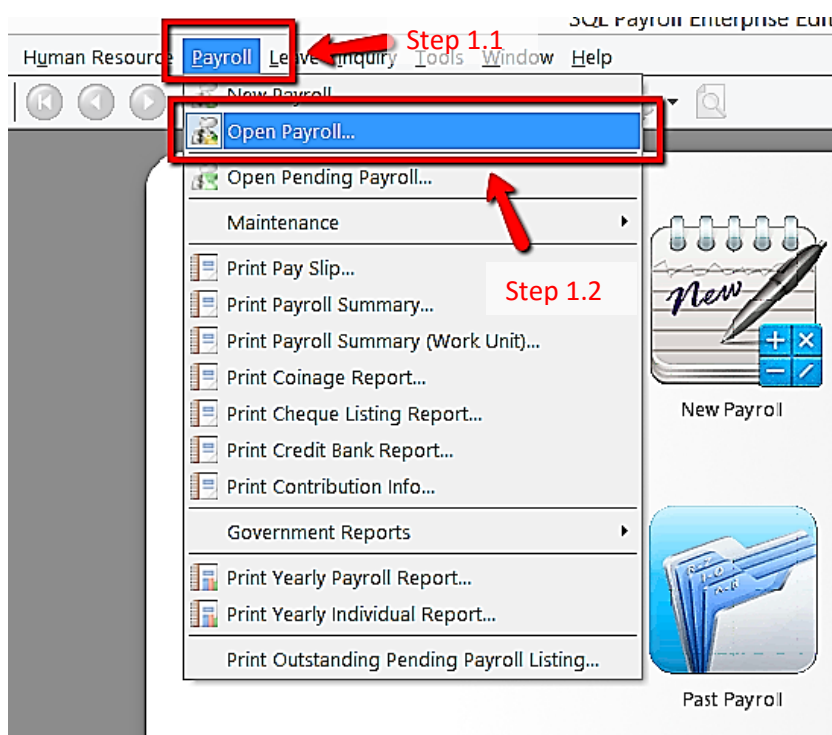 SQL Payroll Enterprise Edit
Step 1.1
Human Resource Payroll Leave Inquiry Tools Window Help
New Payroll
Open Payroll...
Open Pending Payroll...
Maintenance
Print Pay Slip...
Step 1.2
Print Payroll Summary...
New
Print Payroll Summary (Work Unit)...
Print Coinage Report...
Print Cheque Listing Report...
New Payroll
Print Credit Bank Report...
Print Contribution Info...
Government Reports
Print Yearly Payroll Report...
Print Yearly Individual Report...
Print Outstanding Pending Payroll Listing...
Past Payroll